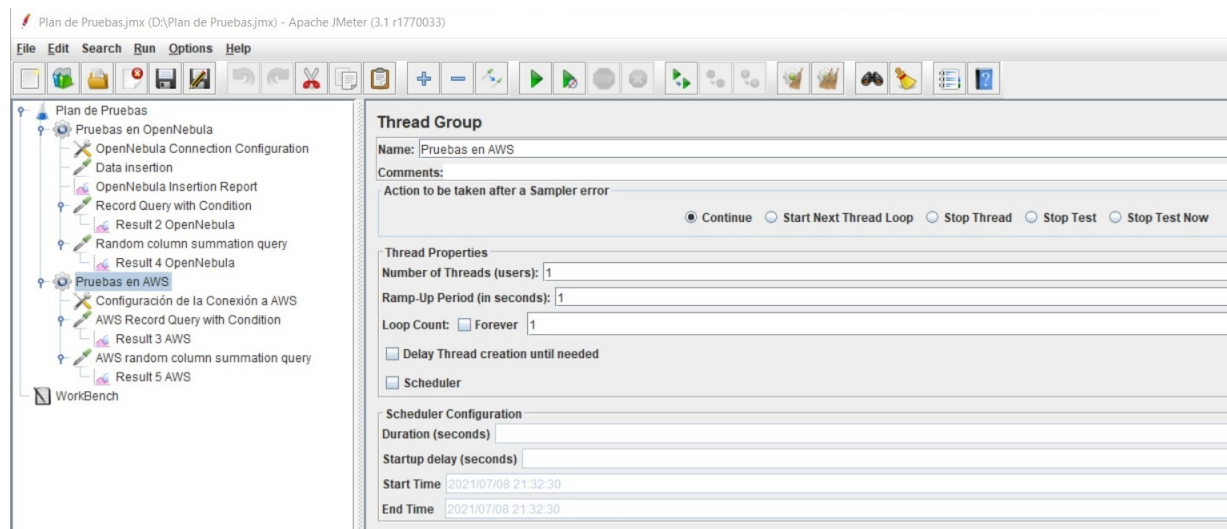 Plan de Pruebas.jmx (D:\Plan de Pruebas.jmx) - Apache JMeter (3.1 r1770033)
File Edit Search Run Options Help
Plan de Pruebas
Pruebas en OpenNebula
OpenNebula Connection Configuration
Data insertion
OpenNebula Insertion Report
Record Query with Condition
Result 2 OpenNebula
Random column summation query
Result 4 OpenNebula
Pruebas en AWS
Configuración de la Conexión a AWS
AWS Record Query with Condition
Result 3 AWS
AWS random column summation query
Result 5 AWS
WorkBench
Thread Group
Name: Pruebas en AWS
Comments:
Action to be taken after a Sampler error
Continue Start Next Thread Loop Stop Thread Stop Test Stop Test Now
Thread Properties
Number of Threads (users): 1
Ramp-Up Period (in seconds): 1
Loop Count: Forever 1
Delay Thread creation until needed
Scheduler
Scheduler Configuration
Duration (seconds)
Startup delay (seconds)
Start Time 2021/07/08 21:32:30
End Time 2021/07/08 21:32:30